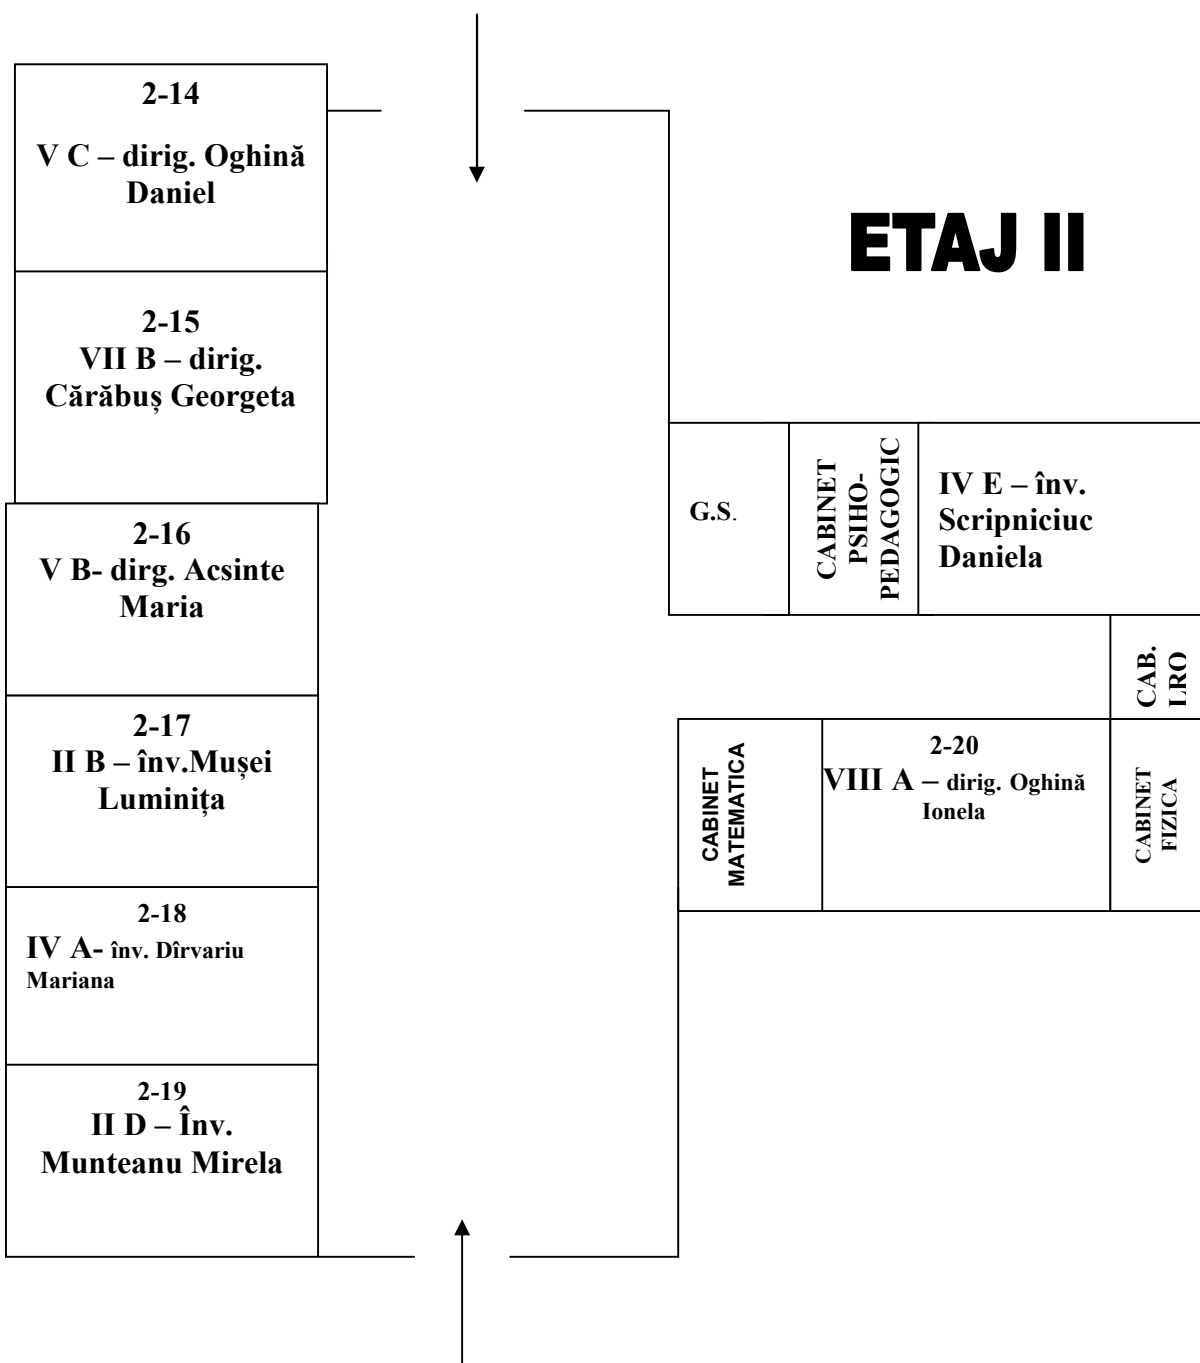 2-14
V C – dirig. Oghină
Daniel
ETAJ II
2-15
VII B – dirig.
Cărăbuș Georgeta
G.S.
CABINET
PSIHO-
PEDAGOGIC
IV E – înv.
Scripniciuc
Daniela
2-16
V B- dirg. Acsinte
Maria
CAB.
LRO
2-17
II B – înv.Mușei
Luminița
CABINET
MATEMATICA
2-20
VIII A – dirig. Oghină
Ionela
CABINET
FIZICA
2-18
IV A- înv. Dîrvariu
Mariana
2-19
II D – Înv.
Munteanu Mirela